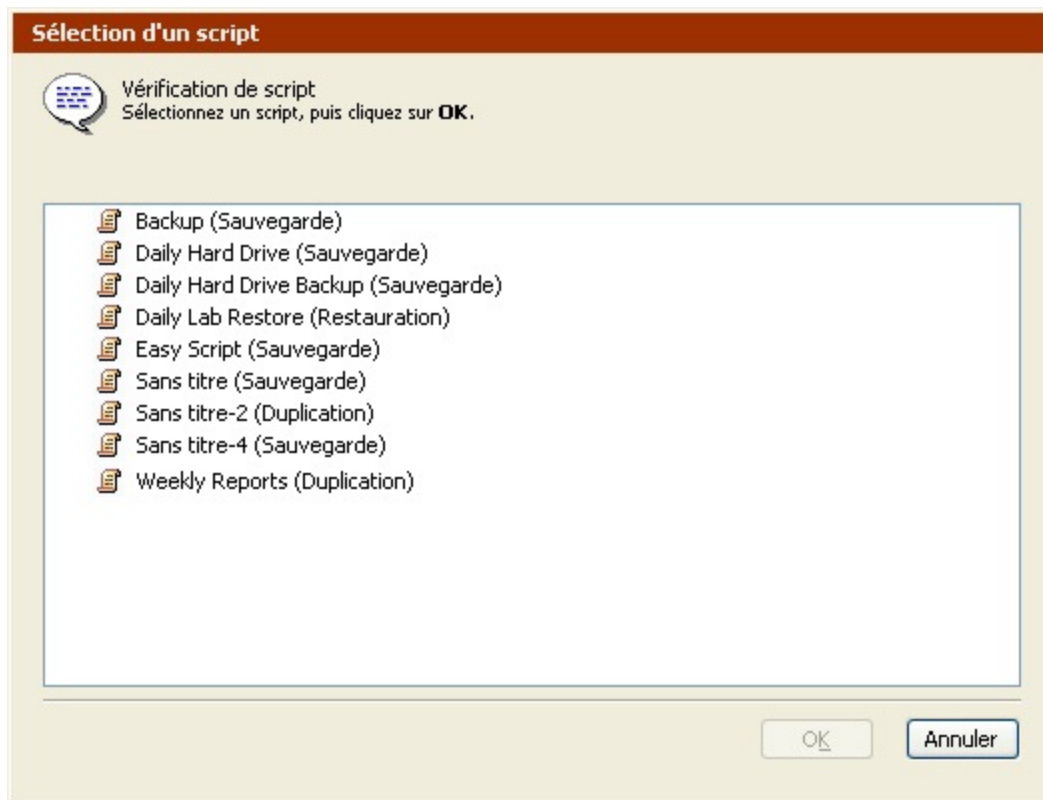 Sélection d'un script
Vérification de script
Sélectionnez un script, puis cliquez sur OK.
Backup (Sauvegarde)
Daily Hard Drive (Sauvegarde)
Daily Hard Drive Backup (Sauvegarde)
Daily Lab Restore (Restauration)
Easy Script (Sauvegarde)
Sans titre (Sauvegarde)
Sans titre-2 (Duplication)
Sans titre-4 (Sauvegarde)
Weekly Reports (Duplication)
OK
Annuler